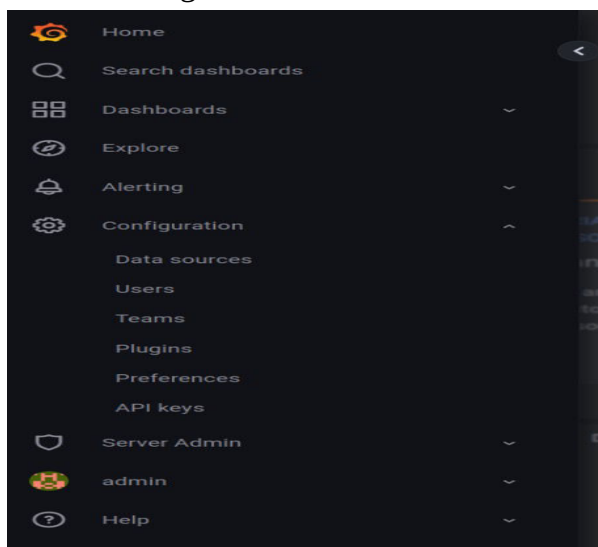 Home
Search dashboards
Dashboards
Explore
Alerting
Configuration
Data sources
Users
Teams
Plugins
Preferences
API keys
Server Admin
admin
Help